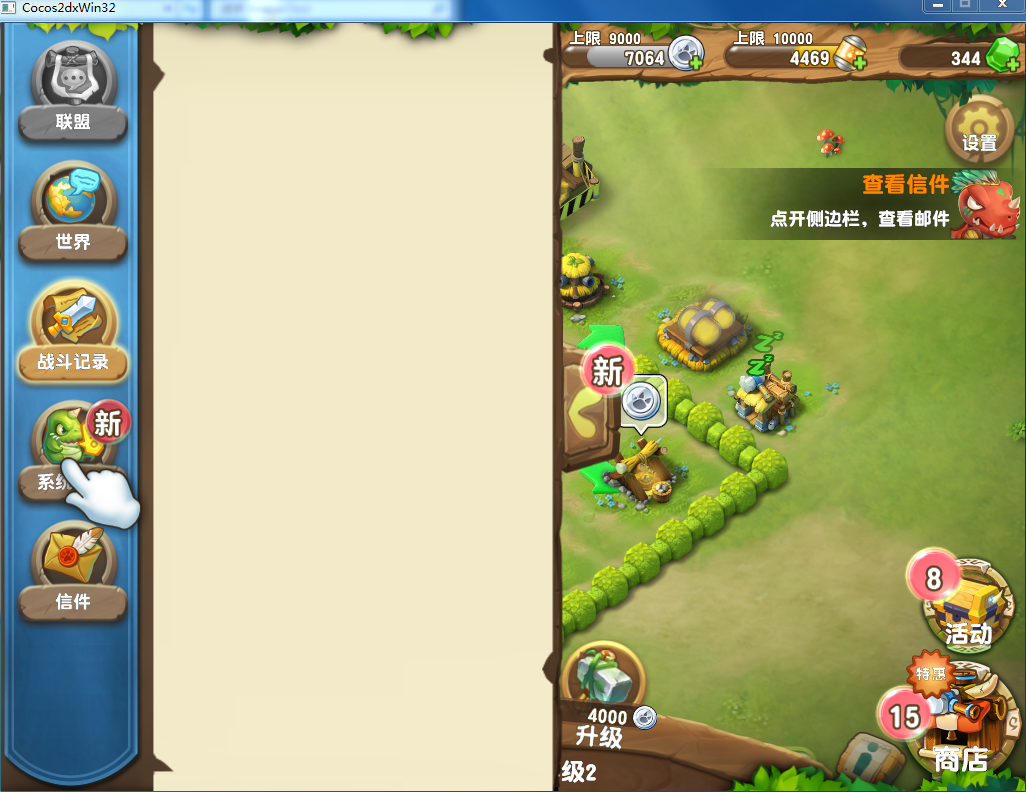 Cocos2dxWin32
联盟
世界
战斗记录
新
系统
信件
上限 9000
7064
上限 10000
4469
344
设置
查看信件
点开侧边栏，查看邮件
新
8
活动
特惠
15
商店
4000
升级
级2